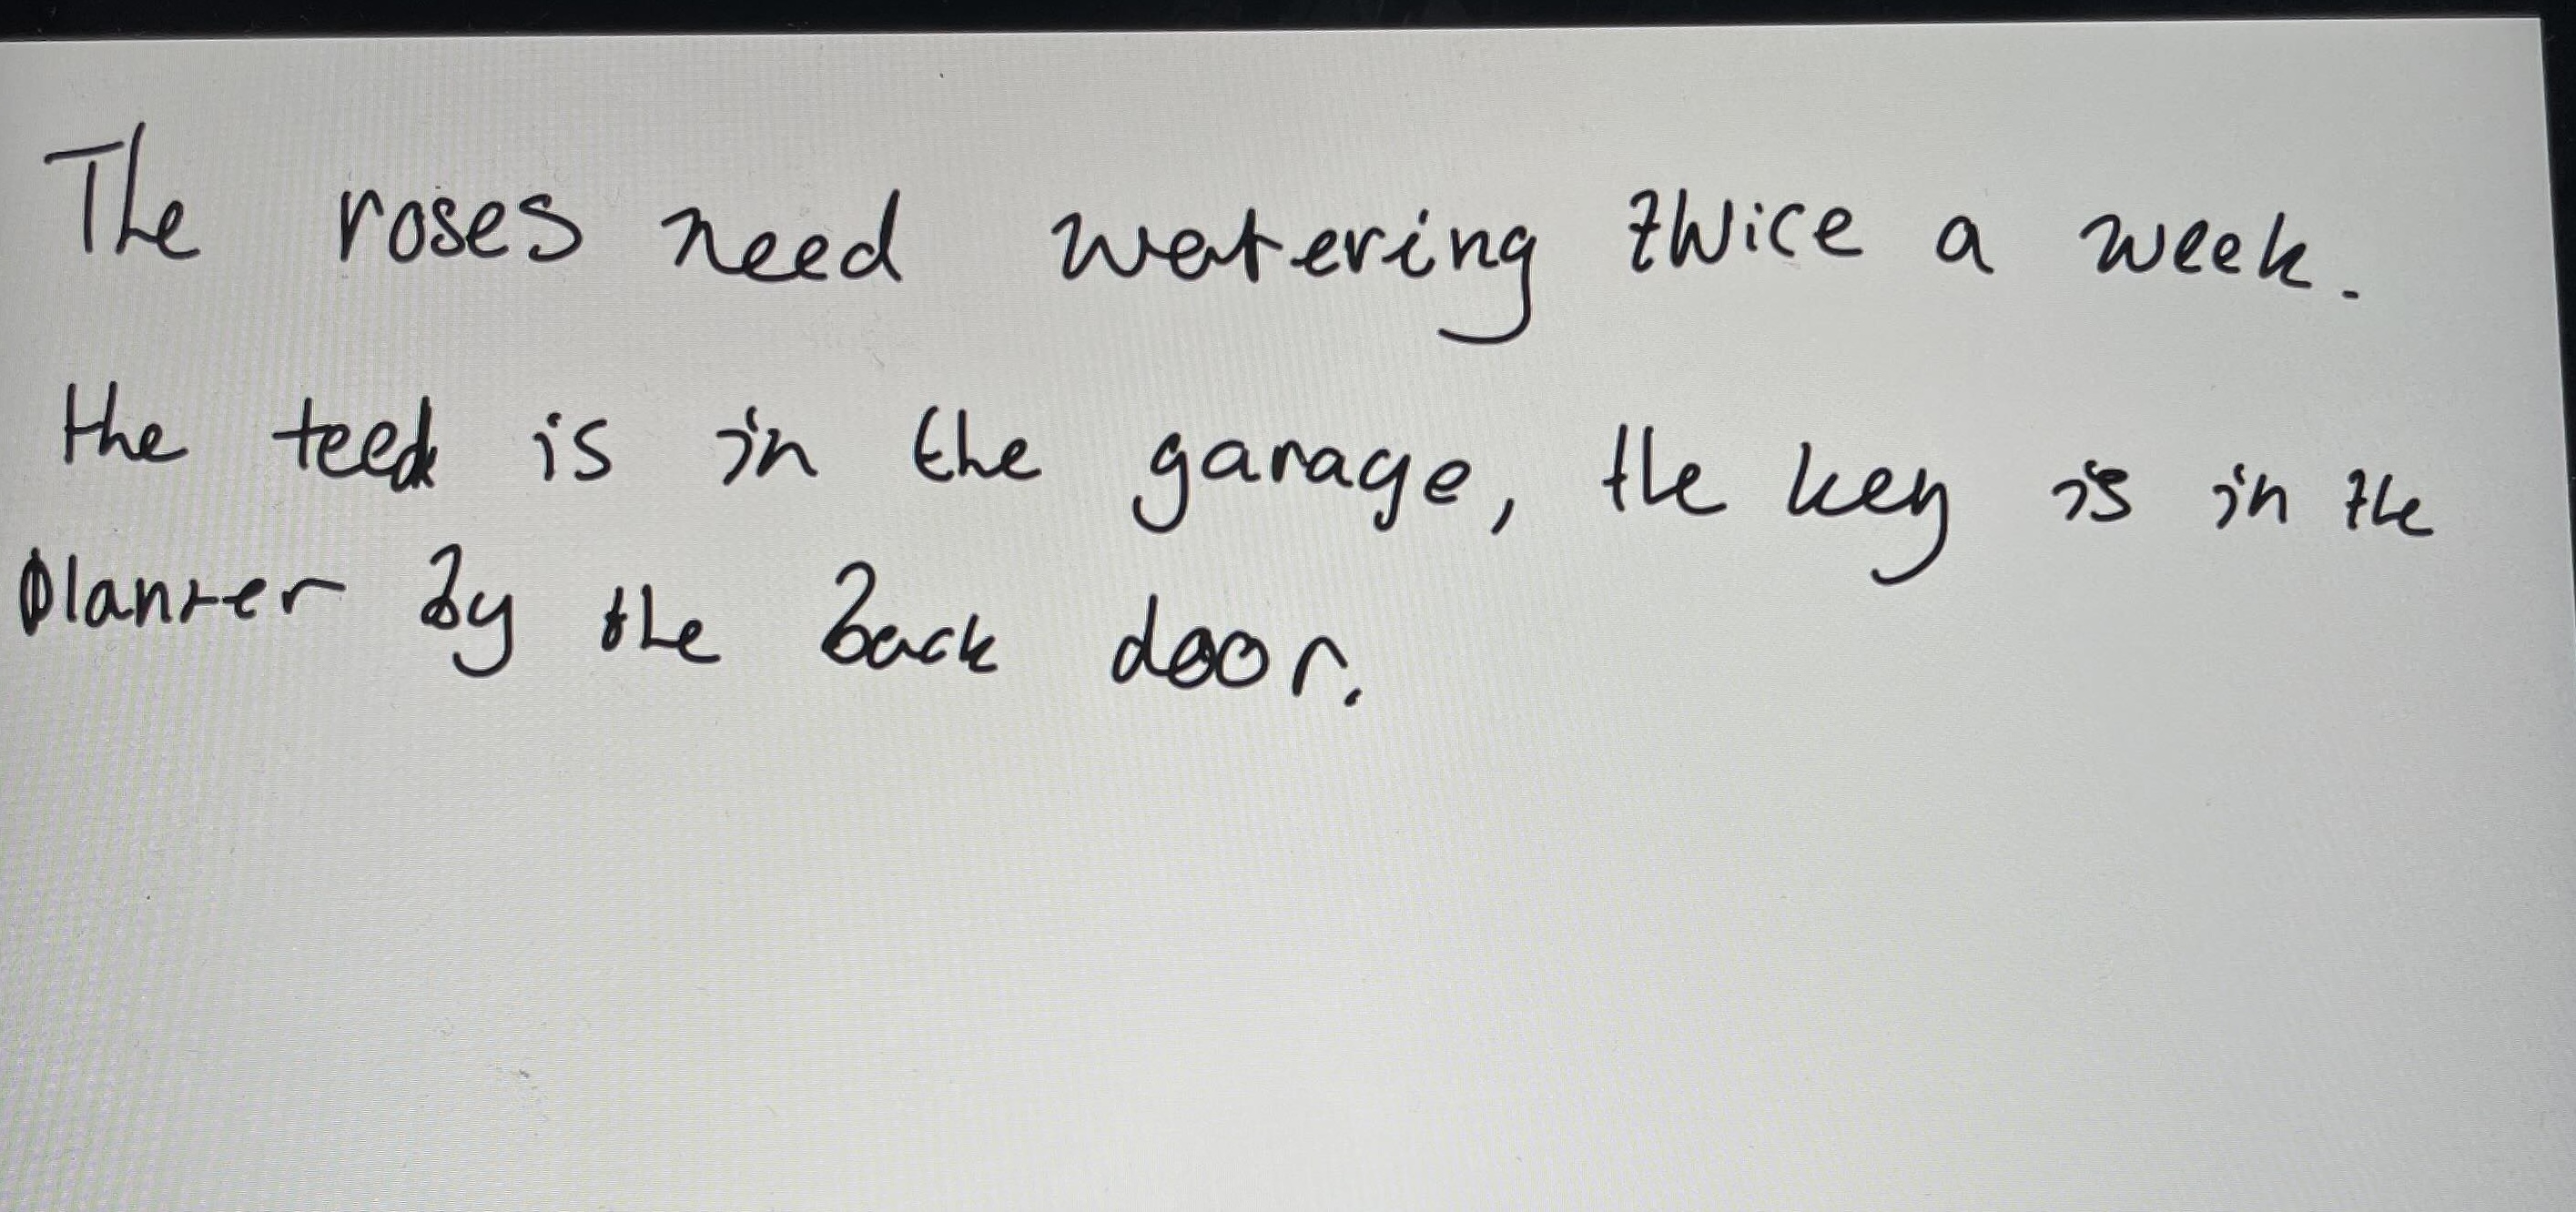 The roses need watering twice a week.
the teed is in the garage, the key is in the
planter by the back door.